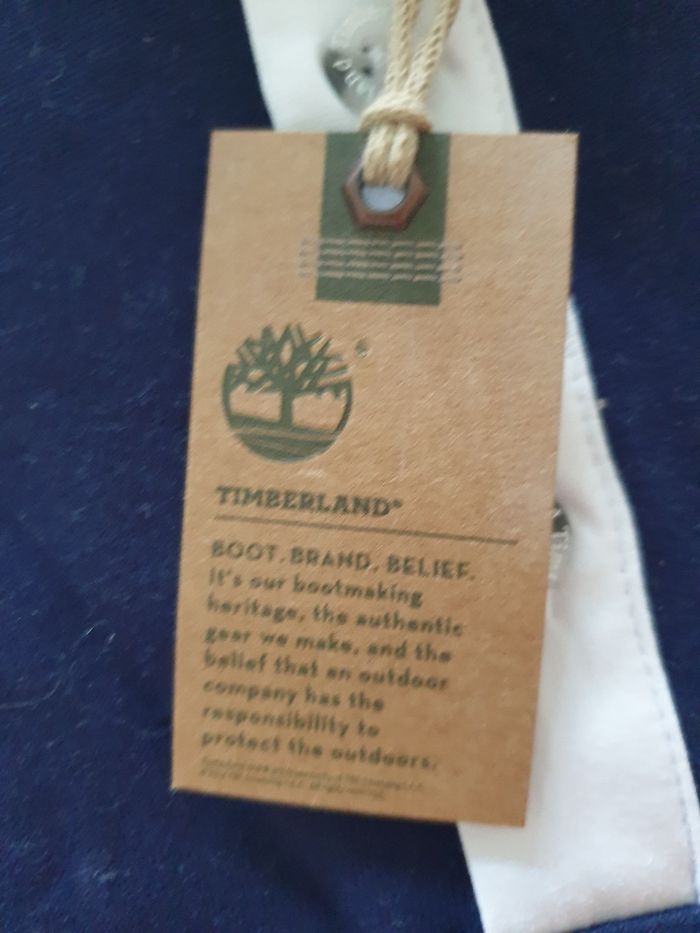 TIMBERLAND®
BOOT. BRAND. BELIEF.
It's our bootmaking
heritage, the authentic
gear we make, and the
belief that an outdoor
company has the
responsibility to
protect the outdoors.